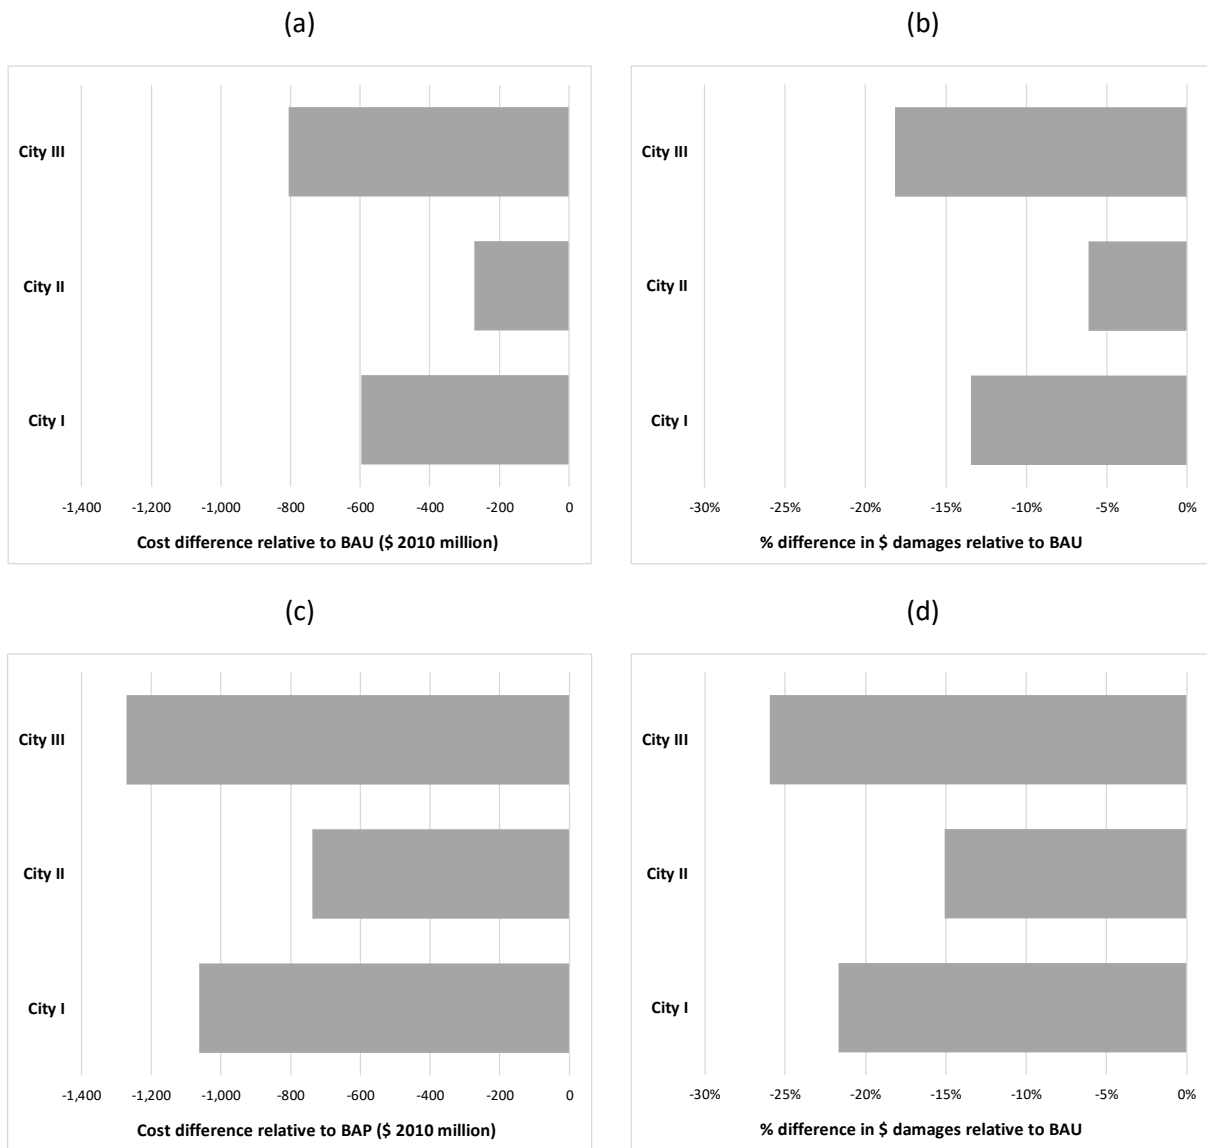 (a)
City III
City II
City I
-1,400 -1,200 -1,000 -800 -600 -400 -200 0
Cost difference relative to BAU ($ 2010 million)
(b)
City III
City II
City I
-30% -25% -20% -15% -10% -5% 0%
% difference in $ damages relative to BAU
(c)
City III
City II
City I
-1,400 -1,200 -1,000 -800 -600 -400 -200 0
Cost difference relative to BAP ($ 2010 million)
(d)
City III
City II
City I
-30% -25% -20% -15% -10% -5% 0%
% difference in $ damages relative to BAU